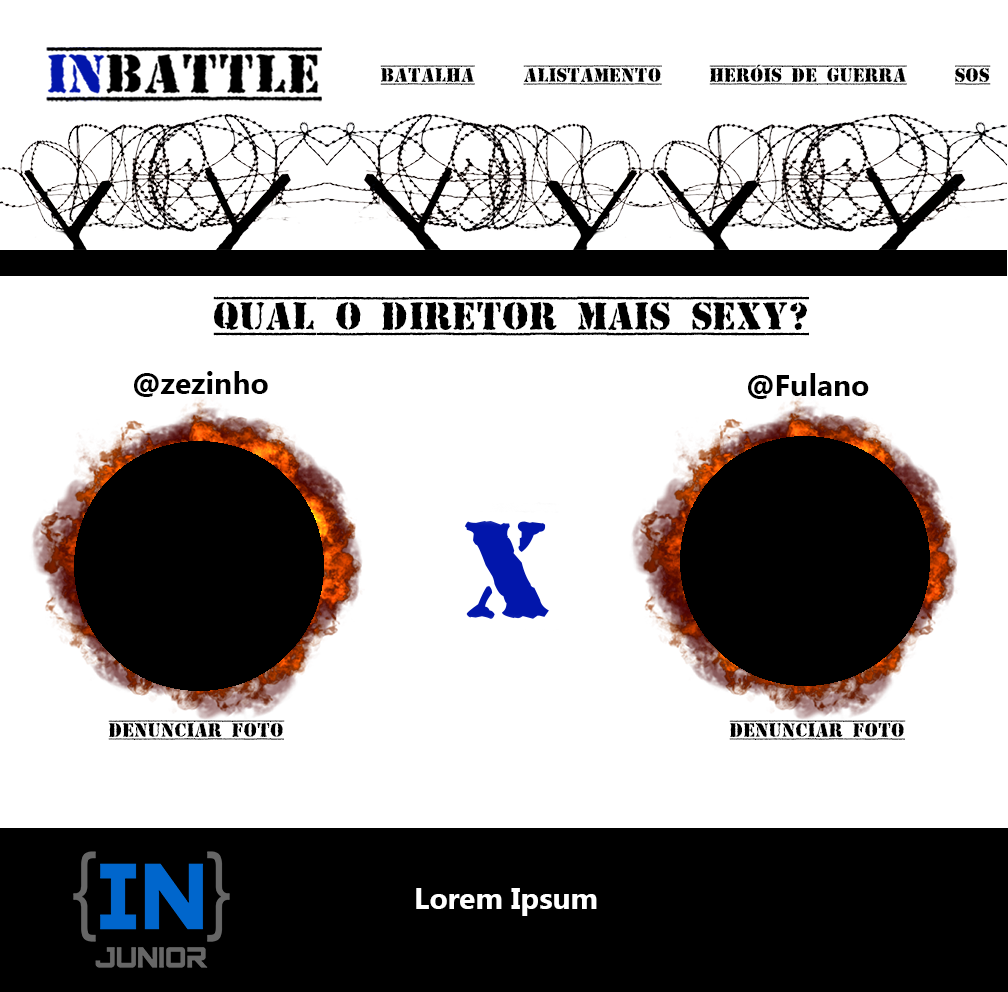 INBATTLE
BATALHA ALISTAMENTO HERÓIS DE GUERRA SOS
QUAL O DIRETOR MAIS SEXY?
@zezinho @Fulano
X
DENUNCIAR FOTO DENUNCIAR FOTO
{IN}
JUNIOR
Lorem Ipsum